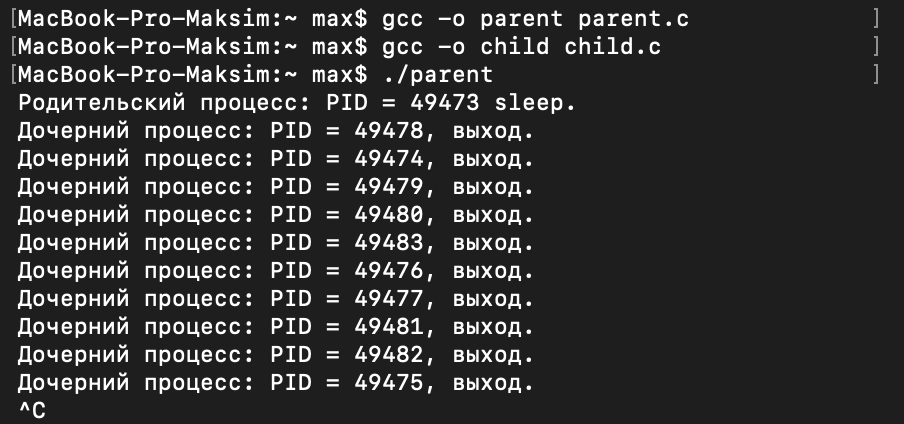 [MacBook-Pro-Maksim:~ max$ gcc -o parent parent.c ]
[MacBook-Pro-Maksim:~ max$ gcc -o child child.c ]
[MacBook-Pro-Maksim:~ max$ ./parent ]
Родительский процесс: PID = 49473 sleep.
Дочерний процесс: PID = 49478, выход.
Дочерний процесс: PID = 49474, выход.
Дочерний процесс: PID = 49479, выход.
Дочерний процесс: PID = 49480, выход.
Дочерний процесс: PID = 49483, выход.
Дочерний процесс: PID = 49476, выход.
Дочерний процесс: PID = 49477, выход.
Дочерний процесс: PID = 49481, выход.
Дочерний процесс: PID = 49482, выход.
Дочерний процесс: PID = 49475, выход.
^C